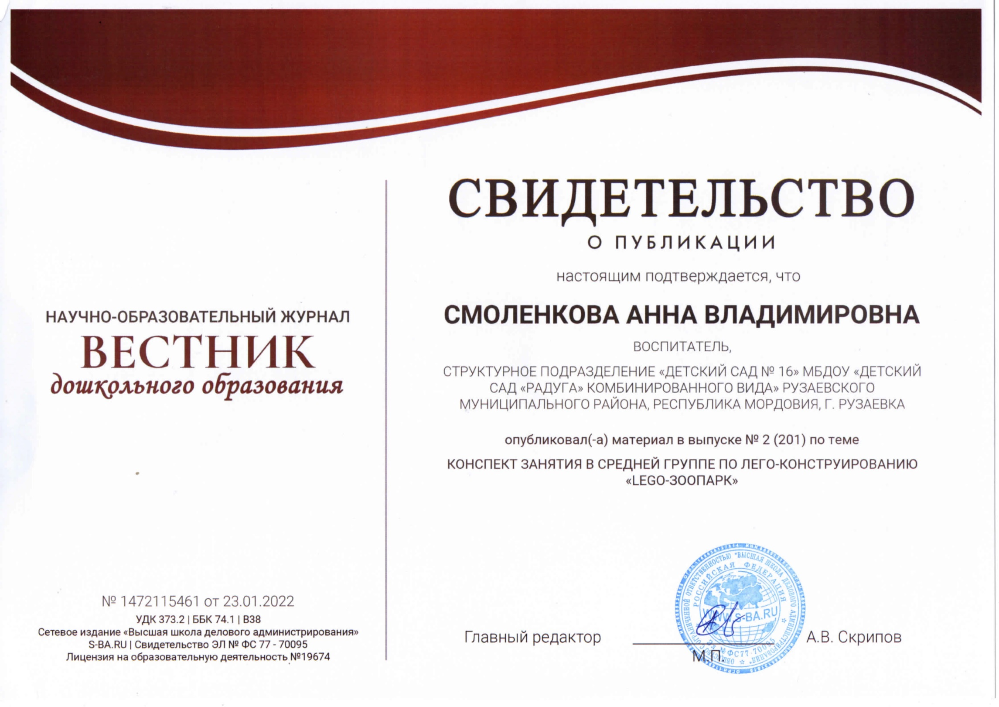 НАУЧНО-ОБРАЗОВАТЕЛЬНЫЙ ЖУРНАЛ
ВЕСТНИК
дошкольного образования
№ 1472115461 от 23.01.2022
УДК 373.2 | ББК 74.1 | В38
Сетевое издание «Высшая школа делового администрирования»
S-BA.RU | Свидетельство ЭЛ № ФС 77 - 70095
Лицензия на образовательную деятельность №19674
СВИДЕТЕЛЬСТВО
О ПУБЛИКАЦИИ
настоящим подтверждается, что
СМОЛЕНКОВА АННА ВЛАДИМИРОВНА
ВОСПИТАТЕЛЬ,
СТРУКТУРНОЕ ПОДРАЗДЕЛЕНИЕ «ДЕТСКИЙ САД № 16» МБДОУ «ДЕТСКИЙ
САД «РАДУГА» КОМБИНИРОВАННОГО ВИДА» РУЗАЕВСКОГО
МУНИЦИПАЛЬНОГО РАЙОНА, РЕСПУБЛИКА МОРДОВИЯ, Г. РУЗАЕВКА
опубликовал(-а) материал в выпуске № 2 (201) по теме
КОНСПЕКТ ЗАНЯТИЯ В СРЕДНЕЙ ГРУППЕ ПО ЛЕГО-КОНСТРУИРОВАНИЮ
«LEGO-ЗООПАРК»
Главный редактор
А.В. Скрипов
М.П.
ОБЩЕСТВО С ОГРАНИЧЕННОЙ ОТВЕТСТВЕННОСТЬЮ "ВЫСШАЯ ШКОЛА ДЕЛОВОГО АДМИНИСТРИРОВАНИЯ"
РОССИЙСКАЯ ФЕДЕРАЦИЯ
WWW.S-BA.RU
ЭЛ № ФС77-70095